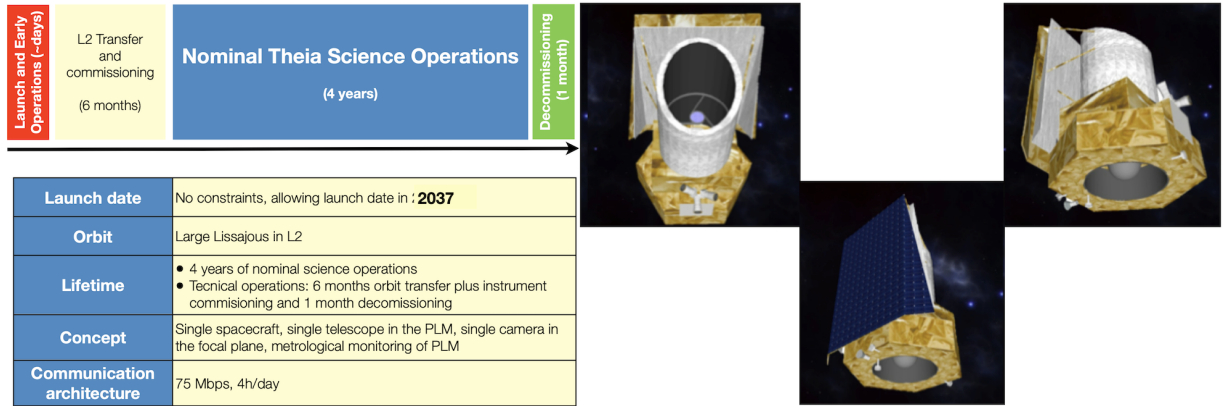 Launch and Early
Operations (~days)
L2 Transfer
and
commissioning
(6 months)
Nominal Theia Science Operations
(4 years)
Decommissioning
(1 month)
Launch date
No constraints, allowing launch date in 2037
Orbit
Large Lissajous in L2
Lifetime
● 4 years of nominal science operations
● Tecnical operations: 6 months orbit transfer plus instrument
commisioning and 1 month decomissioning
Concept
Single spacecraft, single telescope in the PLM, single camera in
the focal plane, metrological monitoring of PLM
Communication
architecture
75 Mbps, 4h/day